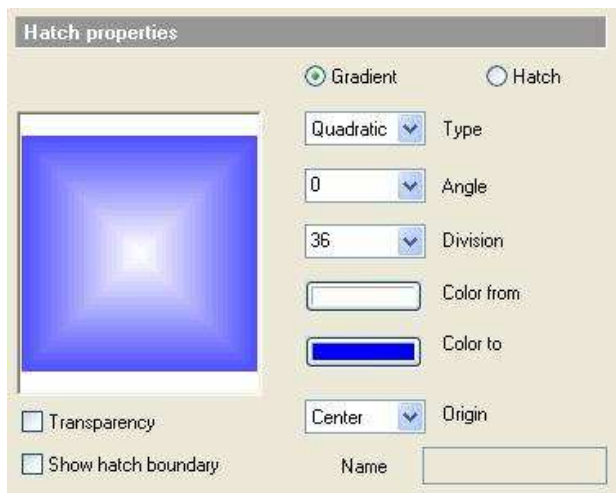 Hatch properties
Gradient Hatch
Quadratic Type
0 Angle
36 Division
Color from
Color to
Center Origin
Transparency
Show hatch boundary
Name